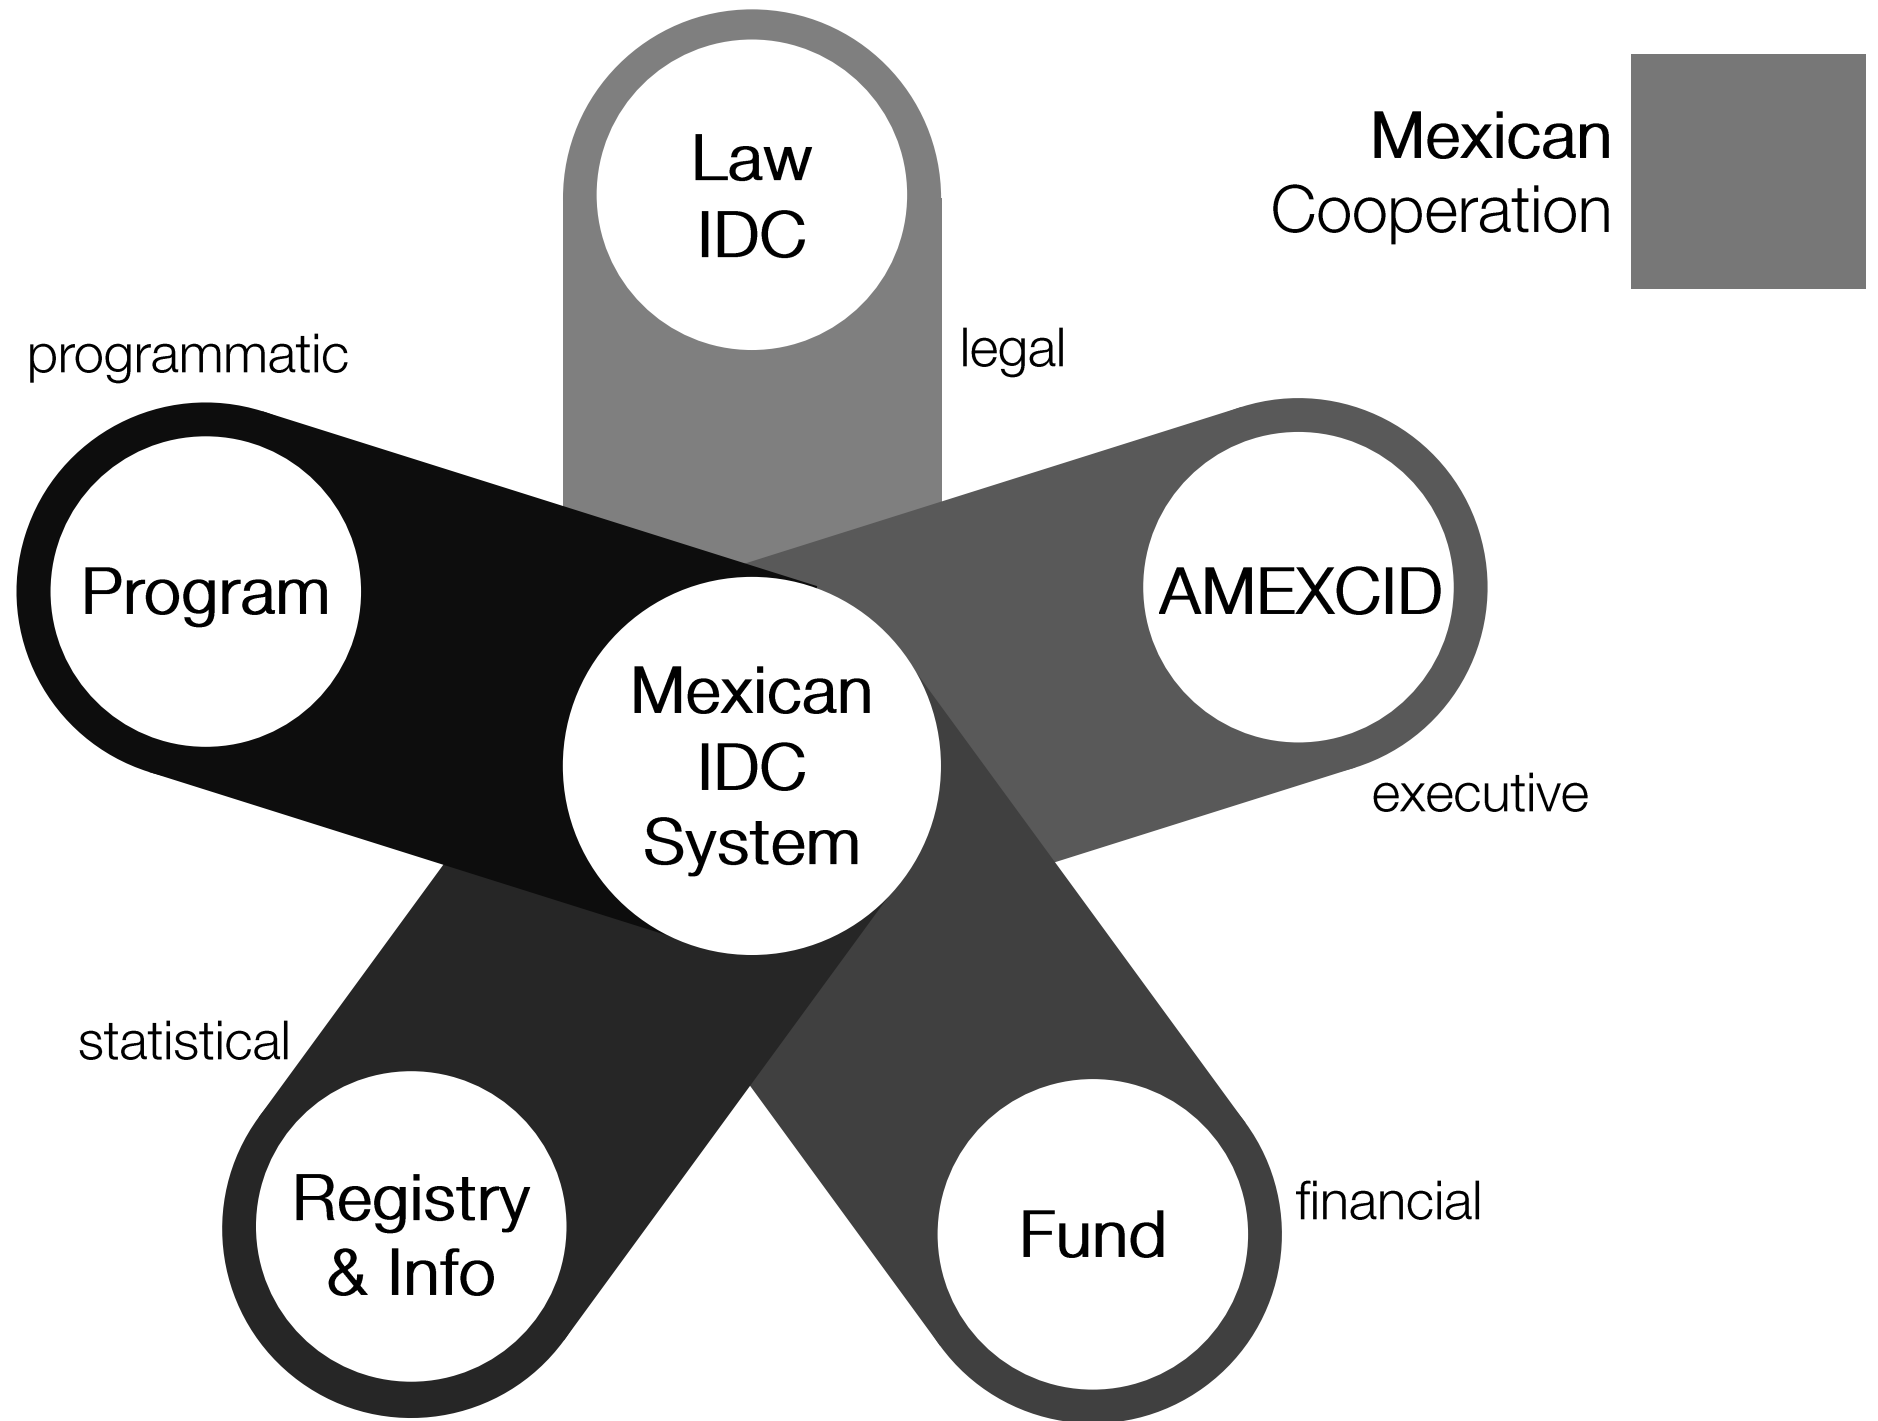 Law
IDC
Mexican
Cooperation
programmatic
legal
Program
AMEXCID
Mexican
IDC
System
executive
statistical
Registry
& Info
Fund
financial